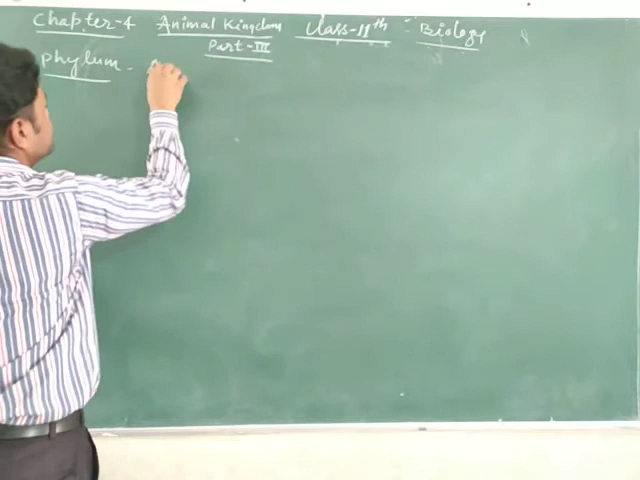 Chapter-4 Animal Kingdom Class-11th - Biology
Part-III
Phylum -